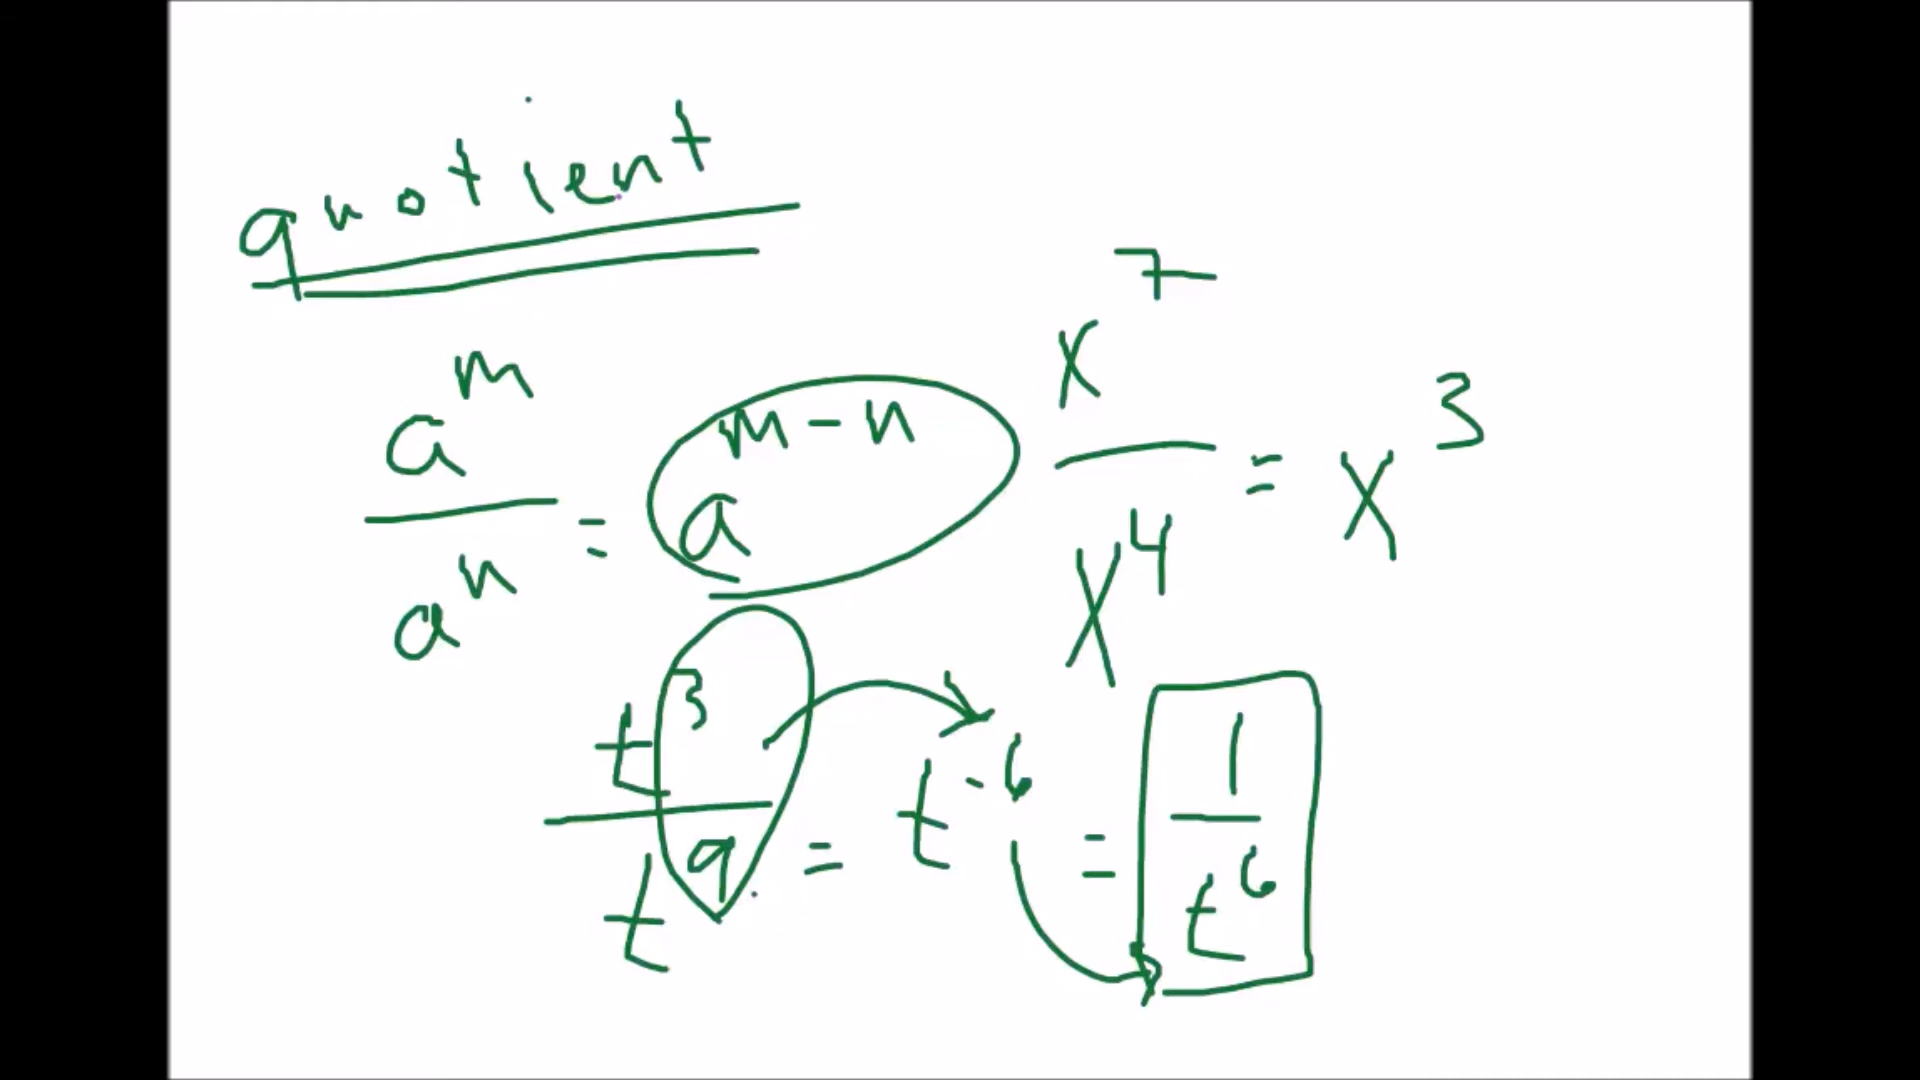 quotient
a^m / a^n = a^(m-n)
x^7 / x^4 = x^3
t^3 / t^9 = t^-6 = 1 / t^6